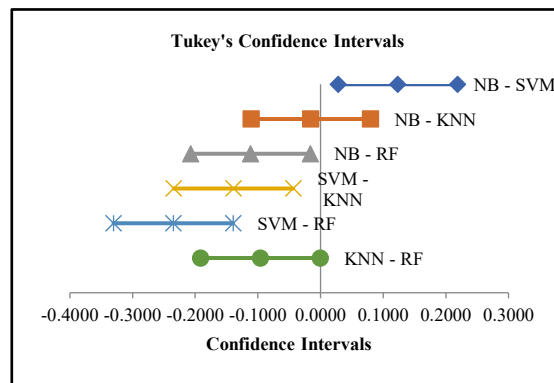 Tukey's Confidence Intervals
NB - SVM
NB - KNN
NB - RF
SVM -
KNN
SVM - RF
KNN - RF
-0.4000 -0.3000 -0.2000 -0.1000 0.0000 0.1000 0.2000 0.3000
Confidence Intervals